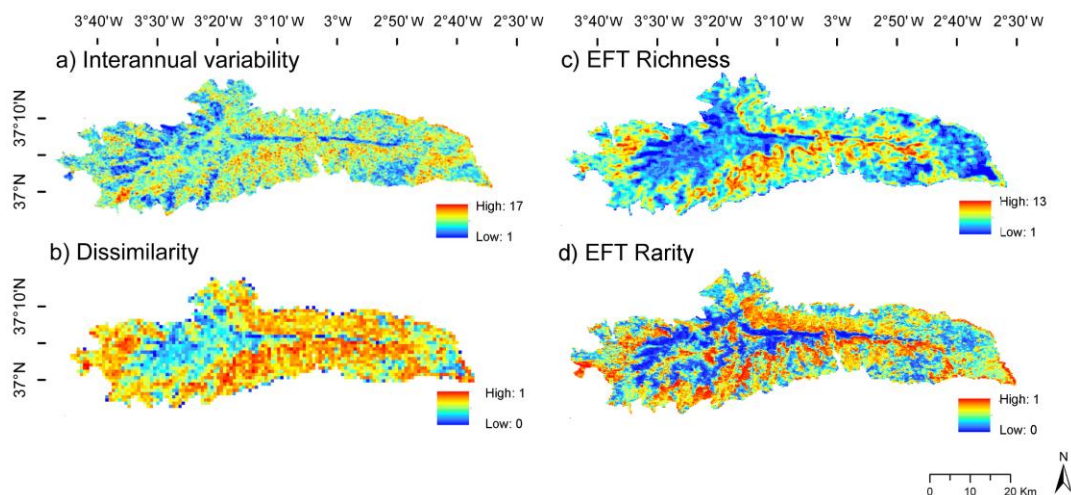 3°40'W 3°30'W 3°20'W 3°10'W 3°W 2°50'W 2°40'W 2°30'W 3°40'W 3°30'W 3°20'W 3°10'W 3°W 2°50'W 2°40'W 2°30'W
a) Interannual variability
c) EFT Richness
37°10'N
37°N
High: 17
Low: 1
High: 13
Low: 1
b) Dissimilarity
d) EFT Rarity
37°10'N
37°N
High: 1
Low: 0
High: 1
Low: 0
N
0 10 20 Km